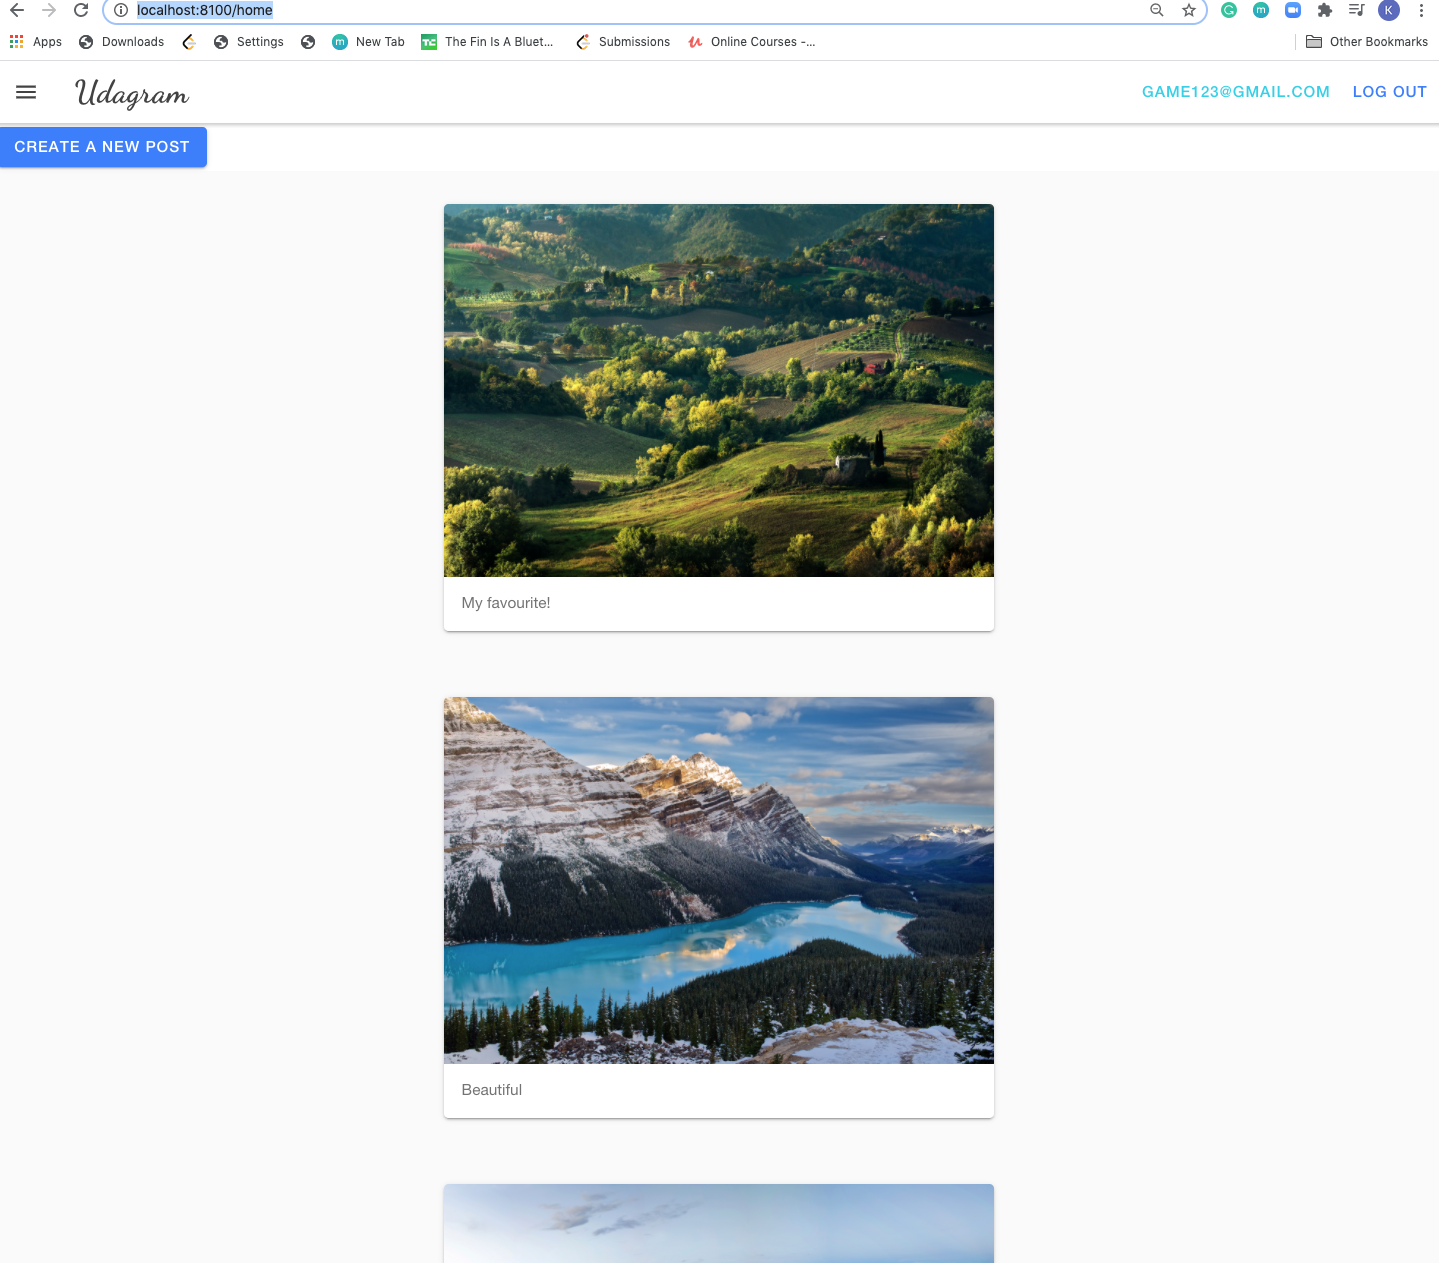 localhost:8100/home
K
Apps Downloads Settings m New Tab TC The Fin Is A Bluet... Submissions Online Courses -... Other Bookmarks
Udagram GAME123@GMAIL.COM LOG OUT
CREATE A NEW POST
My favourite!
Beautiful